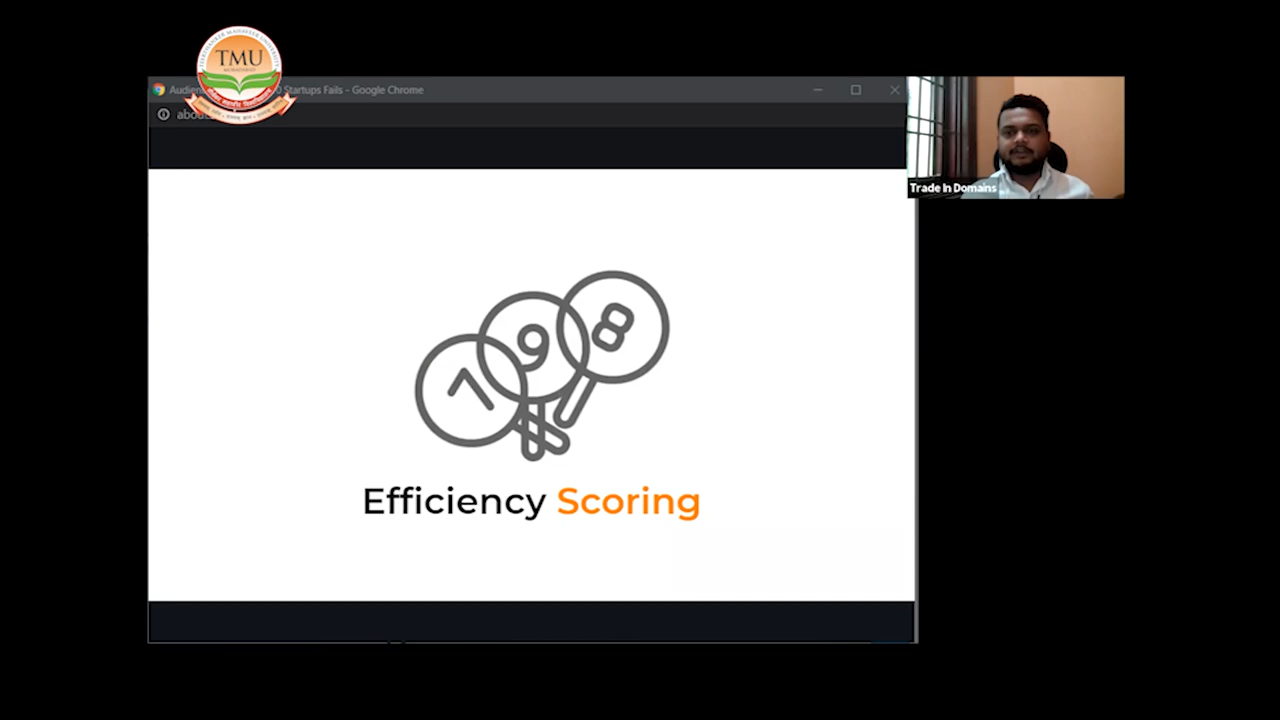 TMU
Startups Fails - Google Chrome
Trade In Domains
7 9 8
Efficiency Scoring